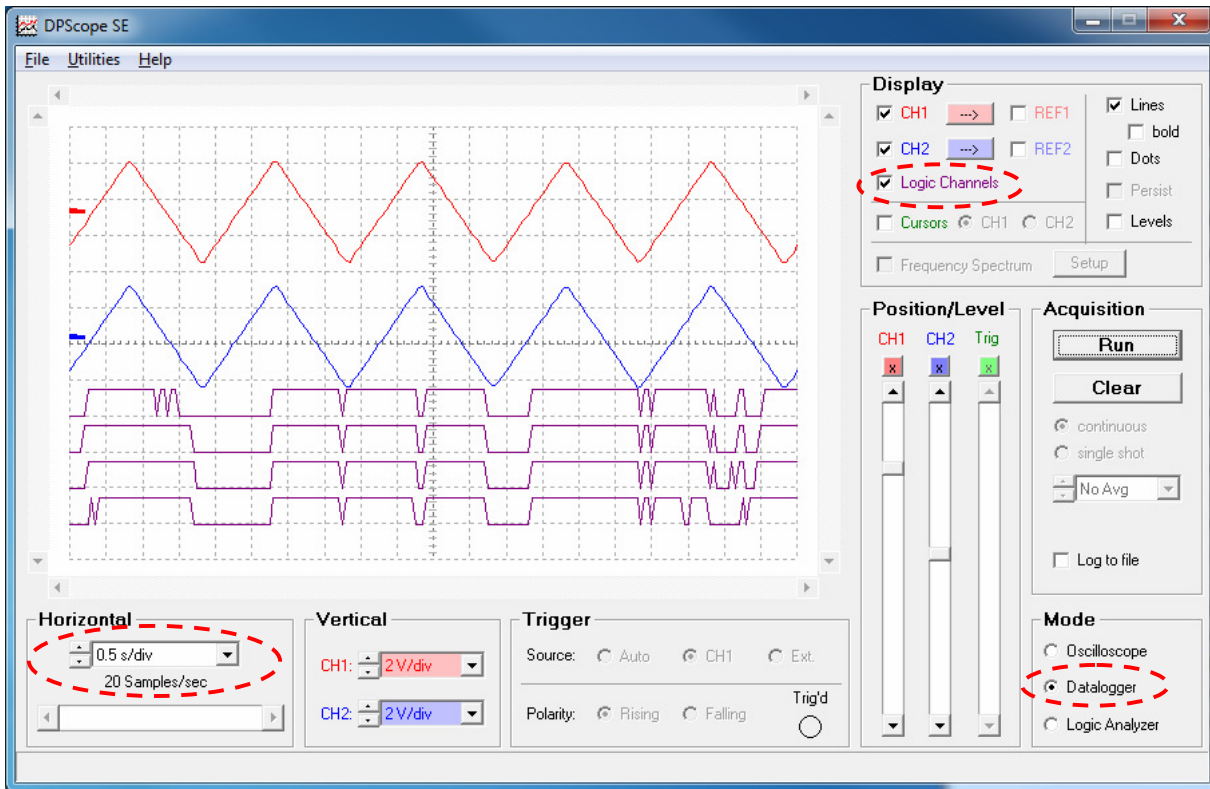 DPScope SE
File Utilities Help
Display
CH1 ---> REF1
Lines
bold
CH2 ---> REF2
Dots
Logic Channels
Persist
Cursors CH1 CH2
Levels
Frequency Spectrum Setup
Position/Level
CH1 CH2 Trig
x x x
Acquisition
Run
Clear
continuous
single shot
No Avg
Log to file
Horizontal
0.5 s/div
20 Samples/sec
Vertical
CH1: 2 V/div
CH2: 2 V/div
Trigger
Source: Auto CH1 Ext.
Polarity: Rising Falling
Trig'd
Mode
Oscilloscope
Datalogger
Logic Analyzer